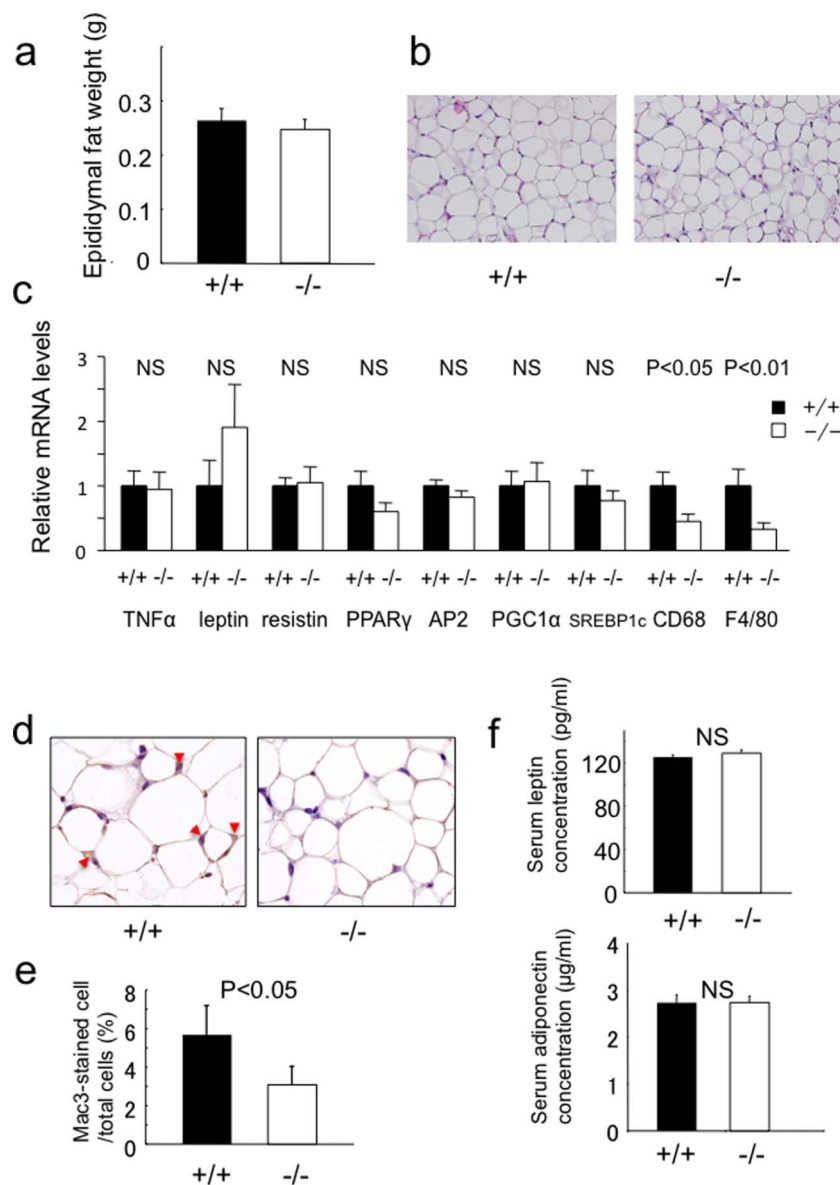 a
Epididymal fat weight (g)
0.3
0.2
0.1
0
+/+ -/-
b
+/+ -/-
c
Relative mRNA levels
3
2
1
0
NS NS NS NS NS NS NS P<0.05 P<0.01
+/+
-/-
+/+ -/- +/+ -/- +/+ -/- +/+ -/- +/+ -/- +/+ -/- +/+ -/- +/+ -/- +/+ -/-
TNFα leptin resistin PPARγ AP2 PGC1α SREBP1c CD68 F4/80
d
+/+ -/-
e
Mac3-stained cell
/total cells (%)
8
6
4
2
0
P<0.05
+/+ -/-
f
Serum leptin
concentration (pg/ml)
120
80
40
0
NS
+/+ -/-
Serum adiponectin
concentration (μg/ml)
4
3
2
1
0
NS
+/+ -/-